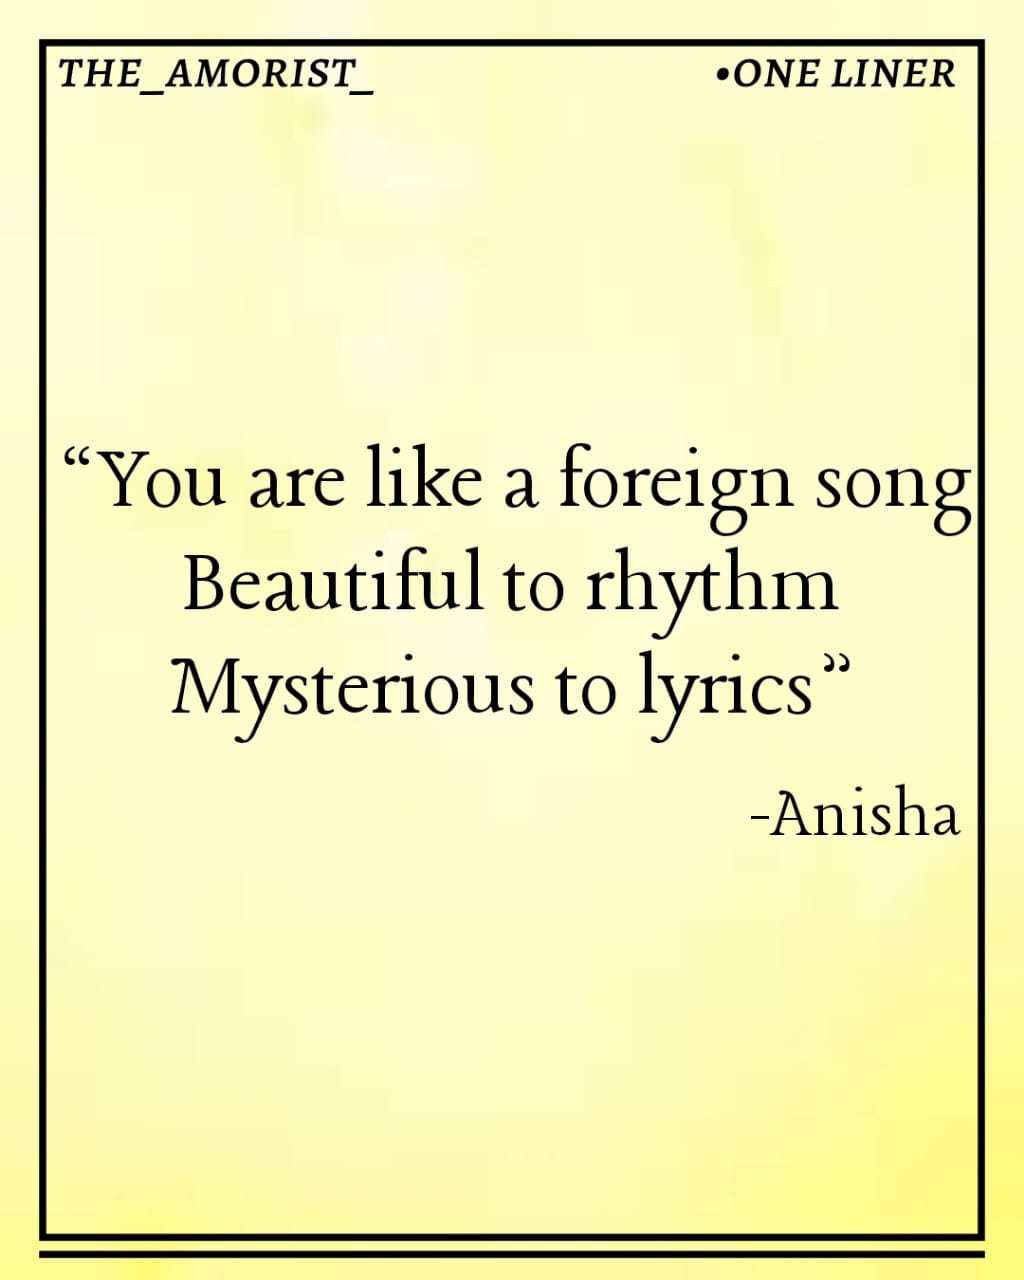 THE_AMORIST_
•ONE LINER
“You are like a foreign song
Beautiful to rhythm
Mysterious to lyrics”
-Anisha